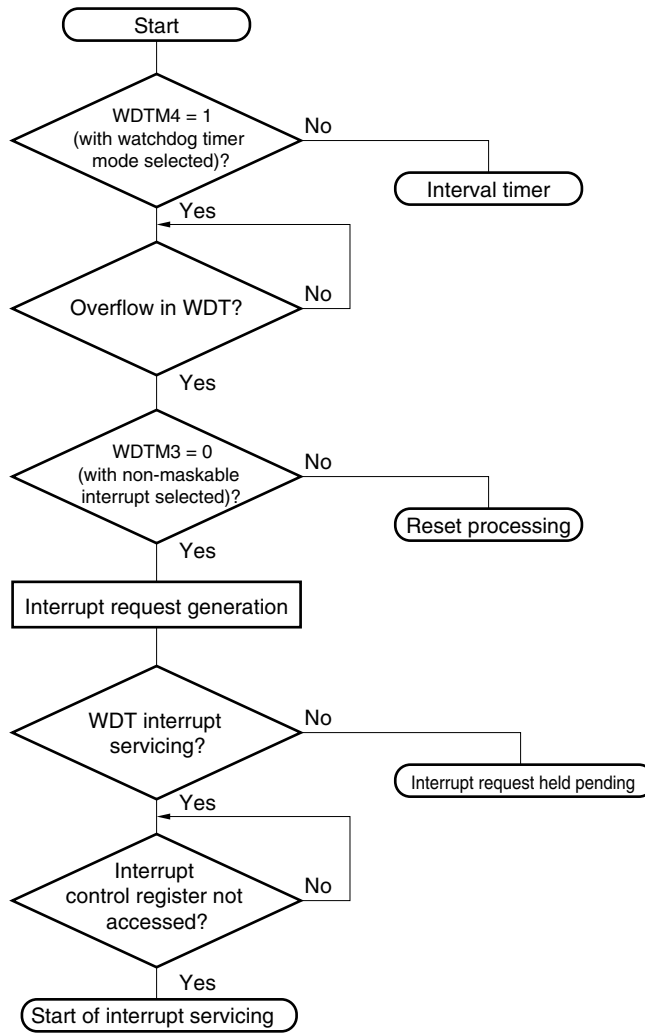 Start
WDTM4 = 1
(with watchdog timer
mode selected)?
No
Interval timer
Yes
Overflow in WDT?
No
Yes
WDTM3 = 0
(with non-maskable
interrupt selected)?
No
Reset processing
Yes
Interrupt request generation
WDT interrupt
servicing?
No
Interrupt request held pending
Yes
Interrupt
control register not
accessed?
No
Yes
Start of interrupt servicing